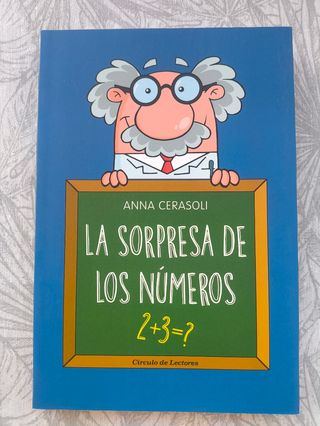 ANNA CERASOLI
LA SORPRESA DE
LOS NÚMEROS
2+3=?
Círculo de Lectores